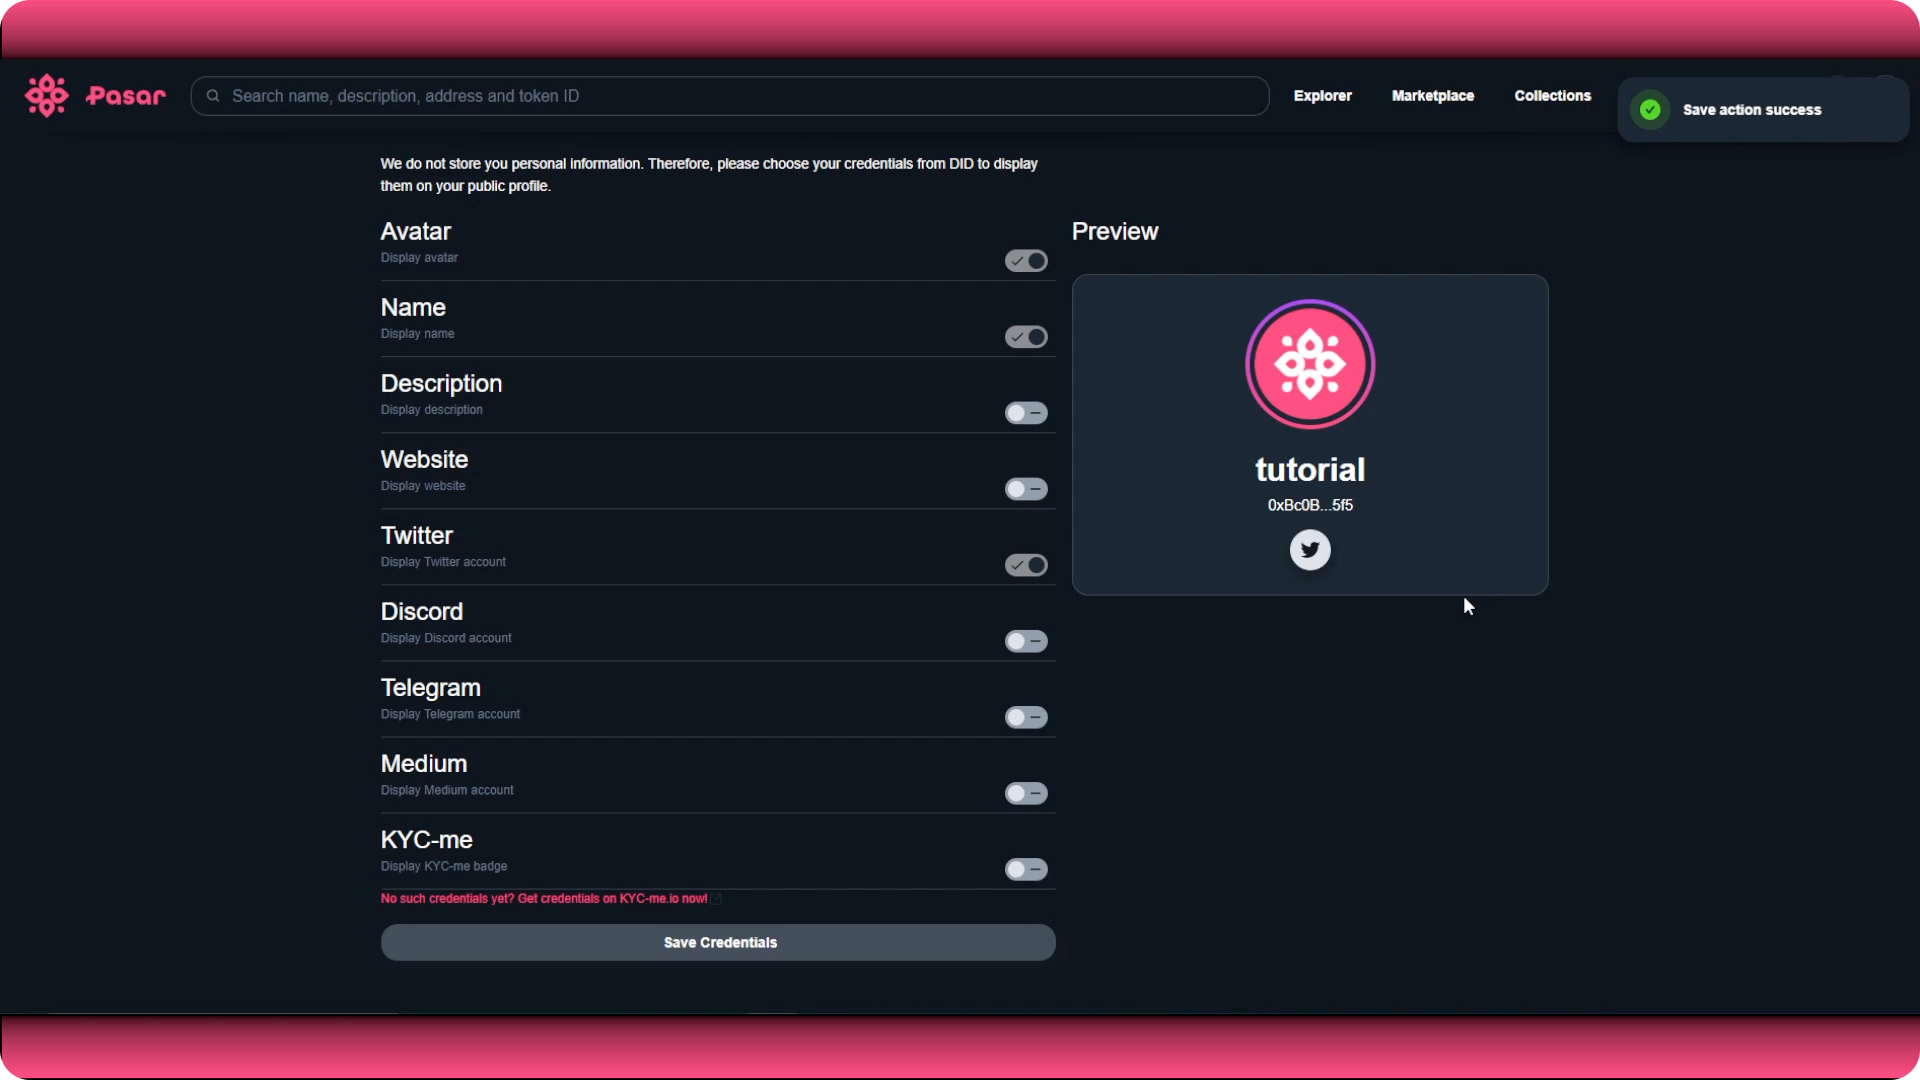 Pasar
Search name, description, address and token ID
Explorer
Marketplace
Collections
Save action success
We do not store you personal information. Therefore, please choose your credentials from DID to display
them on your public profile.
Avatar
Display avatar
Name
Display name
Description
Display description
Website
Display website
Twitter
Display Twitter account
Discord
Display Discord account
Telegram
Display Telegram account
Medium
Display Medium account
KYC-me
Display KYC-me badge
No such credentials yet? Get credentials on KYC-me.io now!
Save Credentials
Preview
tutorial
0xBc0B...5f5